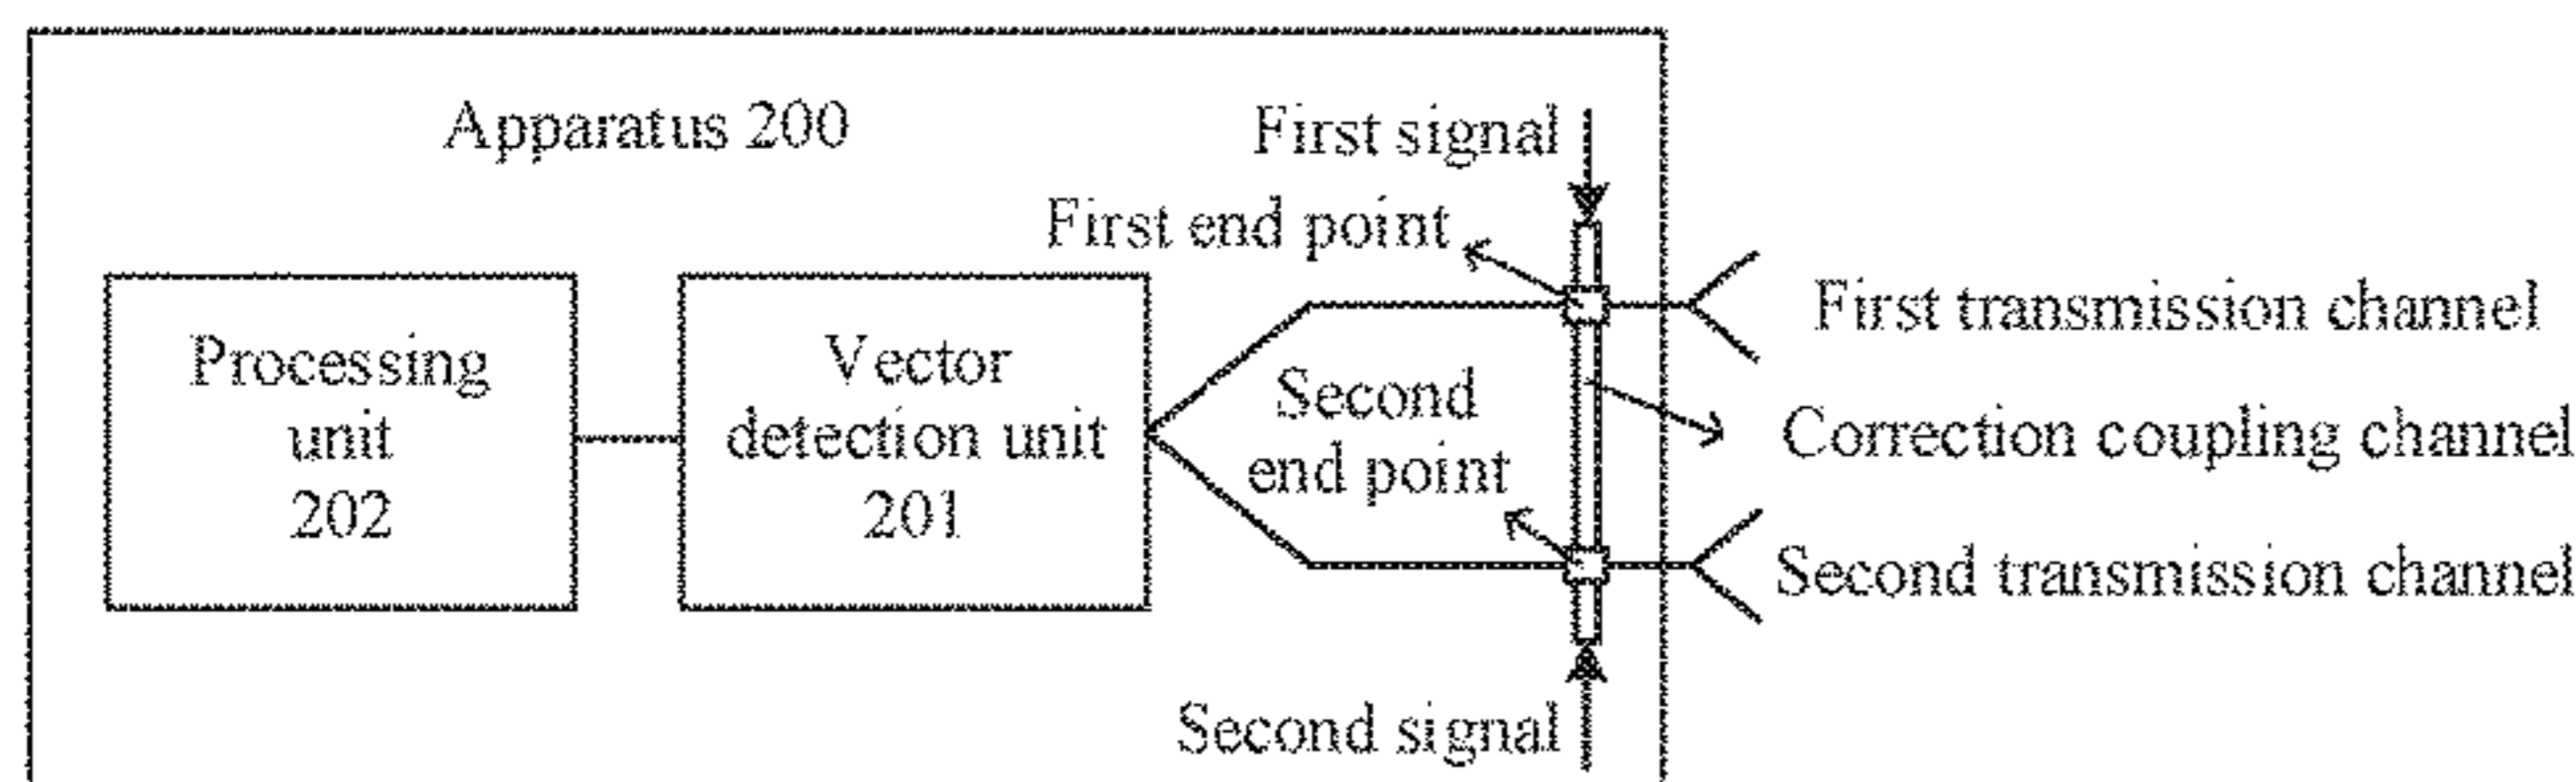 Apparatus 200
First signal
First end point
Processing
unit
202
Vector
detection unit
201
Second
end point
First transmission channel
Correction coupling channel
Second transmission channel
Second signal